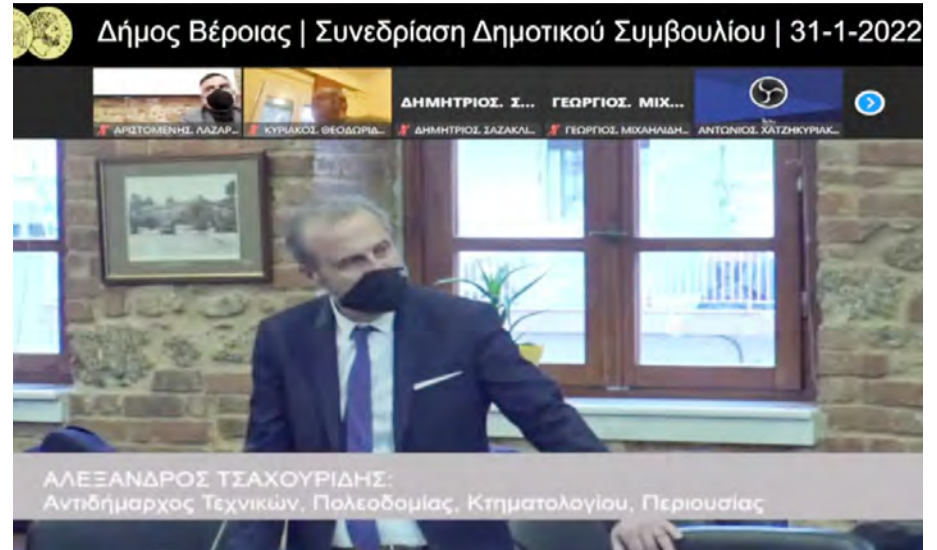 Δήμος Βέροιας | Συνεδρίαση Δημοτικού Συμβουλίου | 31-1-2022
ΔΗΜΗΤΡΙΟΣ. Σ... ΓΕΩΡΓΙΟΣ. ΜΙΧ...
ΑΡΙΣΤΟΜΕΝΗΣ. ΛΑΖΑΡ... ΚΥΡΙΑΚΟΣ. ΘΕΟΔΩΡΙΔ... ΔΗΜΗΤΡΙΟΣ ΣΑΖΑΚΛΙ... ΓΕΩΡΓΙΟΣ. ΜΙΧΑΗΛΙΔΗ... ΑΝΤΩΝΙΟΣ. ΧΑΤΖΗΚΥΡΙΑΚ...
ΑΛΕΞΑΝΔΡΟΣ ΤΣΑΧΟΥΡΙΔΗΣ:
Αντιδήμαρχος Τεχνικών, Πολεοδομίας, Κτηματολογίου, Περιουσίας